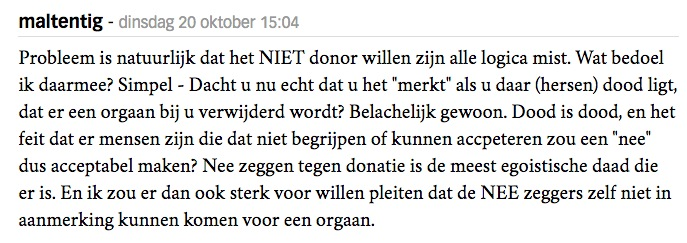 maltentig - dinsdag 20 oktober 15:04
Probleem is natuurlijk dat het NIET donor willen zijn alle logica mist. Wat bedoel
ik daarmee? Simpel - Dacht u nu echt dat u het "merkt" als u daar (hersen) dood ligt,
dat er een orgaan bij u verwijderd wordt? Belachelijk gewoon. Dood is dood, en het
feit dat er mensen zijn die dat niet begrijpen of kunnen accpeteren zou een "nee"
dus acceptabel maken? Nee zeggen tegen donatie is de meest egoistische daad die
er is. En ik zou er dan ook sterk voor willen pleiten dat de NEE zeggers zelf niet in
aanmerking kunnen komen voor een orgaan.